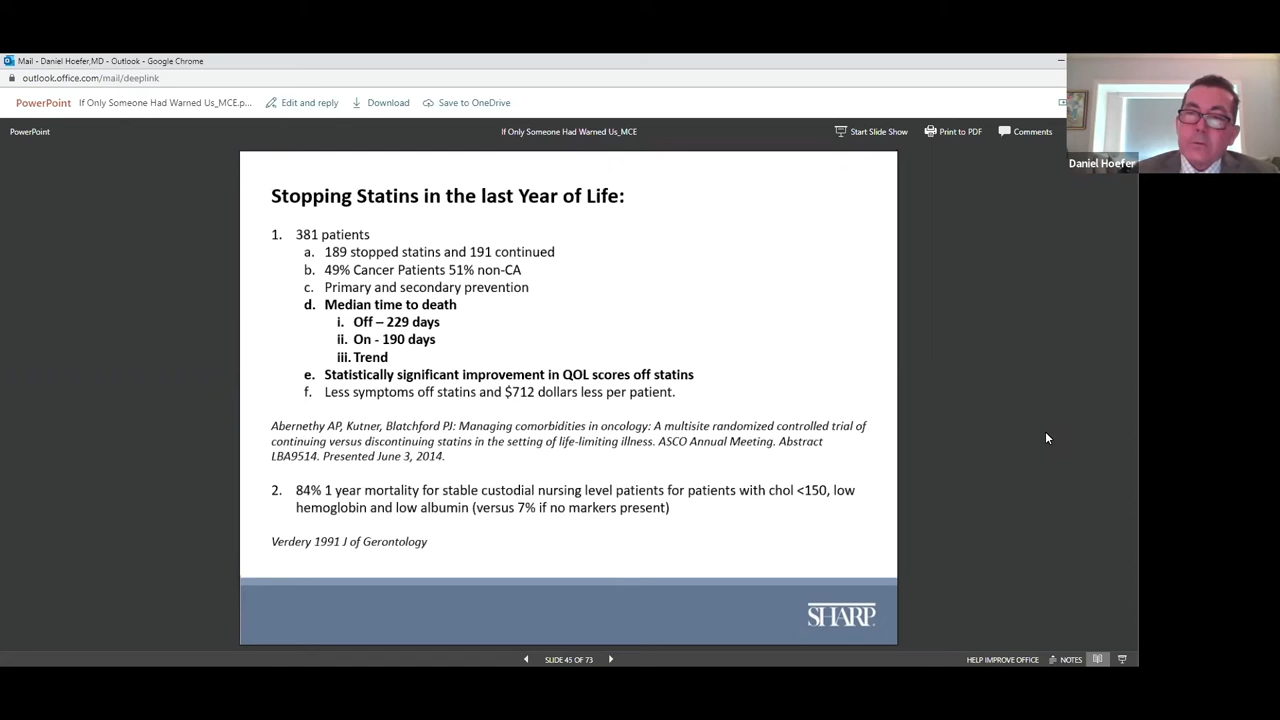 Mail - Daniel Hoefer,MD - Outlook - Google Chrome
outlook.office.com/mail/deeplink
PowerPoint If Only Someone Had Warned Us_MCE.p... Edit and reply Download Save to OneDrive
PowerPoint If Only Someone Had Warned Us_MCE Start Slide Show Print to PDF Comments
Daniel Hoefer
Stopping Statins in the last Year of Life:
1. 381 patients
a. 189 stopped statins and 191 continued
b. 49% Cancer Patients 51% non-CA
c. Primary and secondary prevention
d. Median time to death
i. Off – 229 days
ii. On - 190 days
iii. Trend
e. Statistically significant improvement in QOL scores off statins
f. Less symptoms off statins and $712 dollars less per patient.
Abernethy AP, Kutner, Blatchford PJ: Managing comorbidities in oncology: A multisite randomized controlled trial of
continuing versus discontinuing statins in the setting of life-limiting illness. ASCO Annual Meeting. Abstract
LBA9514. Presented June 3, 2014.
2. 84% 1 year mortality for stable custodial nursing level patients for patients with chol <150, low
hemoglobin and low albumin (versus 7% if no markers present)
Verdery 1991 J of Gerontology
SHARP
SLIDE 45 OF 73 HELP IMPROVE OFFICE NOTES